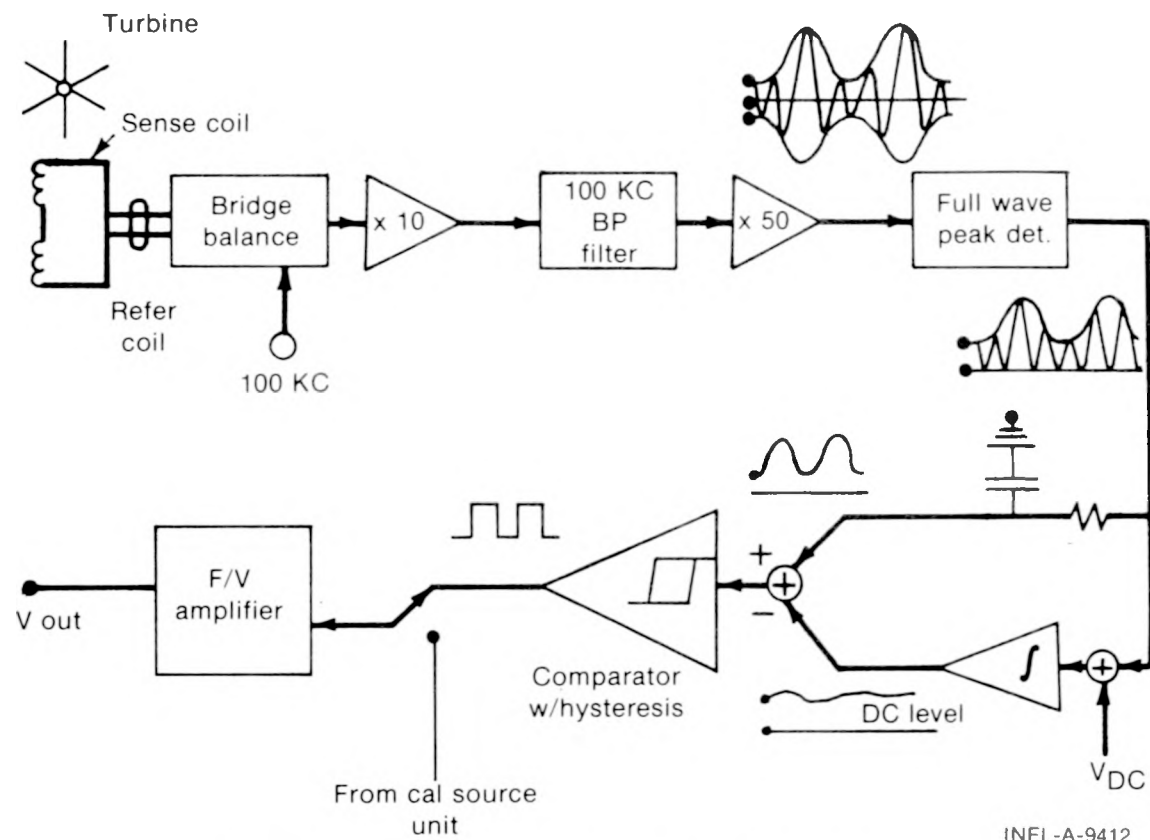 Turbine
Sense coil
Bridge
balance
x 10
100 KC
BP
filter
x 50
Full wave
peak det.
Refer
coil
100 KC
+
+
−
∫
+
F/V
amplifier
V out
Comparator
w/hysteresis
DC level
VDC
From cal source
unit
INEL-A-9412